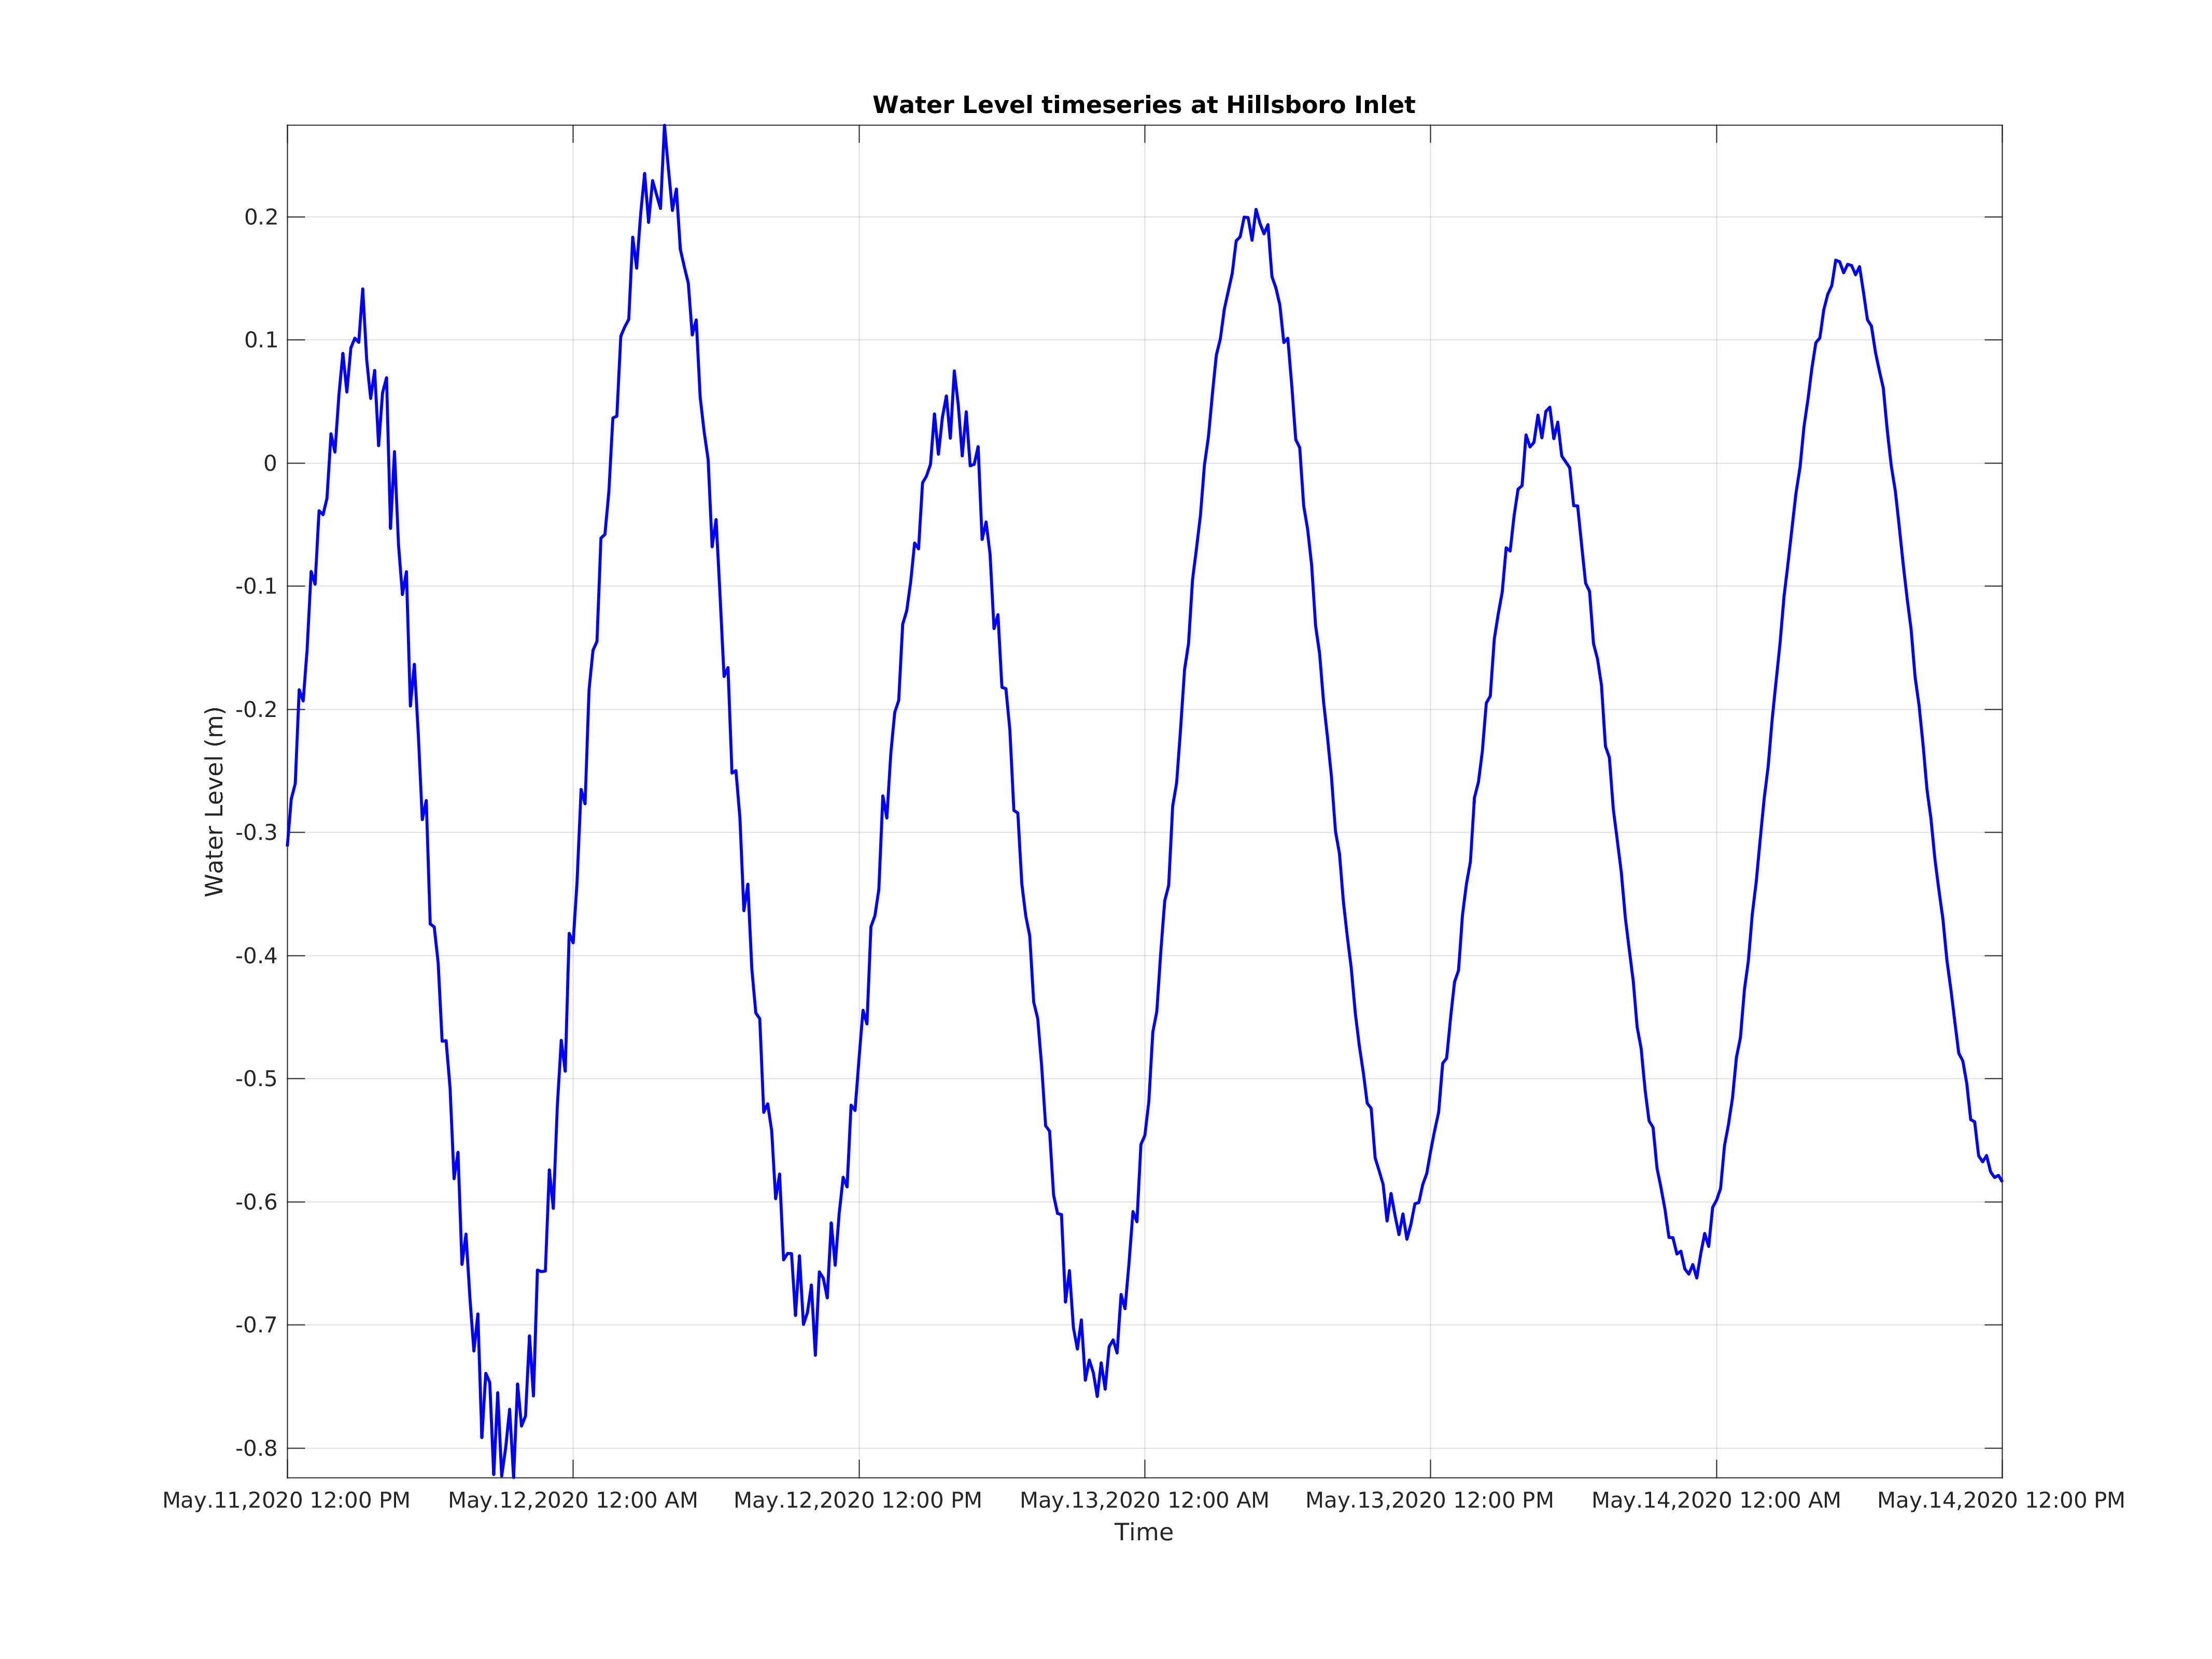 Water Level timeseries at Hillsboro Inlet
0.2
0.1
0
-0.1
-0.2
-0.3
-0.4
-0.5
-0.6
-0.7
-0.8
Water Level (m)
May.11,2020 12:00 PM May.12,2020 12:00 AM May.12,2020 12:00 PM May.13,2020 12:00 AM May.13,2020 12:00 PM May.14,2020 12:00 AM May.14,2020 12:00 PM
Time